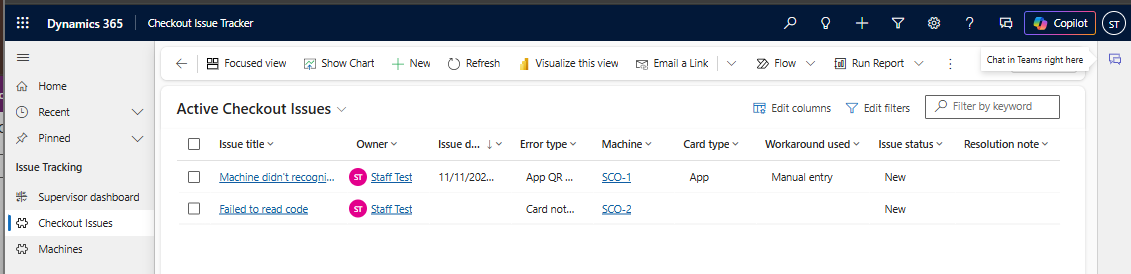 Dynamics 365 Checkout Issue Tracker Copilot ST
Focused view Show Chart New Refresh Visualize this view Email a Link Flow Run Report Chat in Teams right here
Home
Recent
Pinned
Issue Tracking
Supervisor dashboard
Checkout Issues
Machines
Active Checkout Issues Edit columns Edit filters Filter by keyword
Issue title Owner Issue d... Error type Machine Card type Workaround used Issue status Resolution note
Machine didn't recogni... ST Staff Test 11/11/202... App QR ... SCO-1 App Manual entry New
Failed to read code ST Staff Test Card not... SCO-2 New